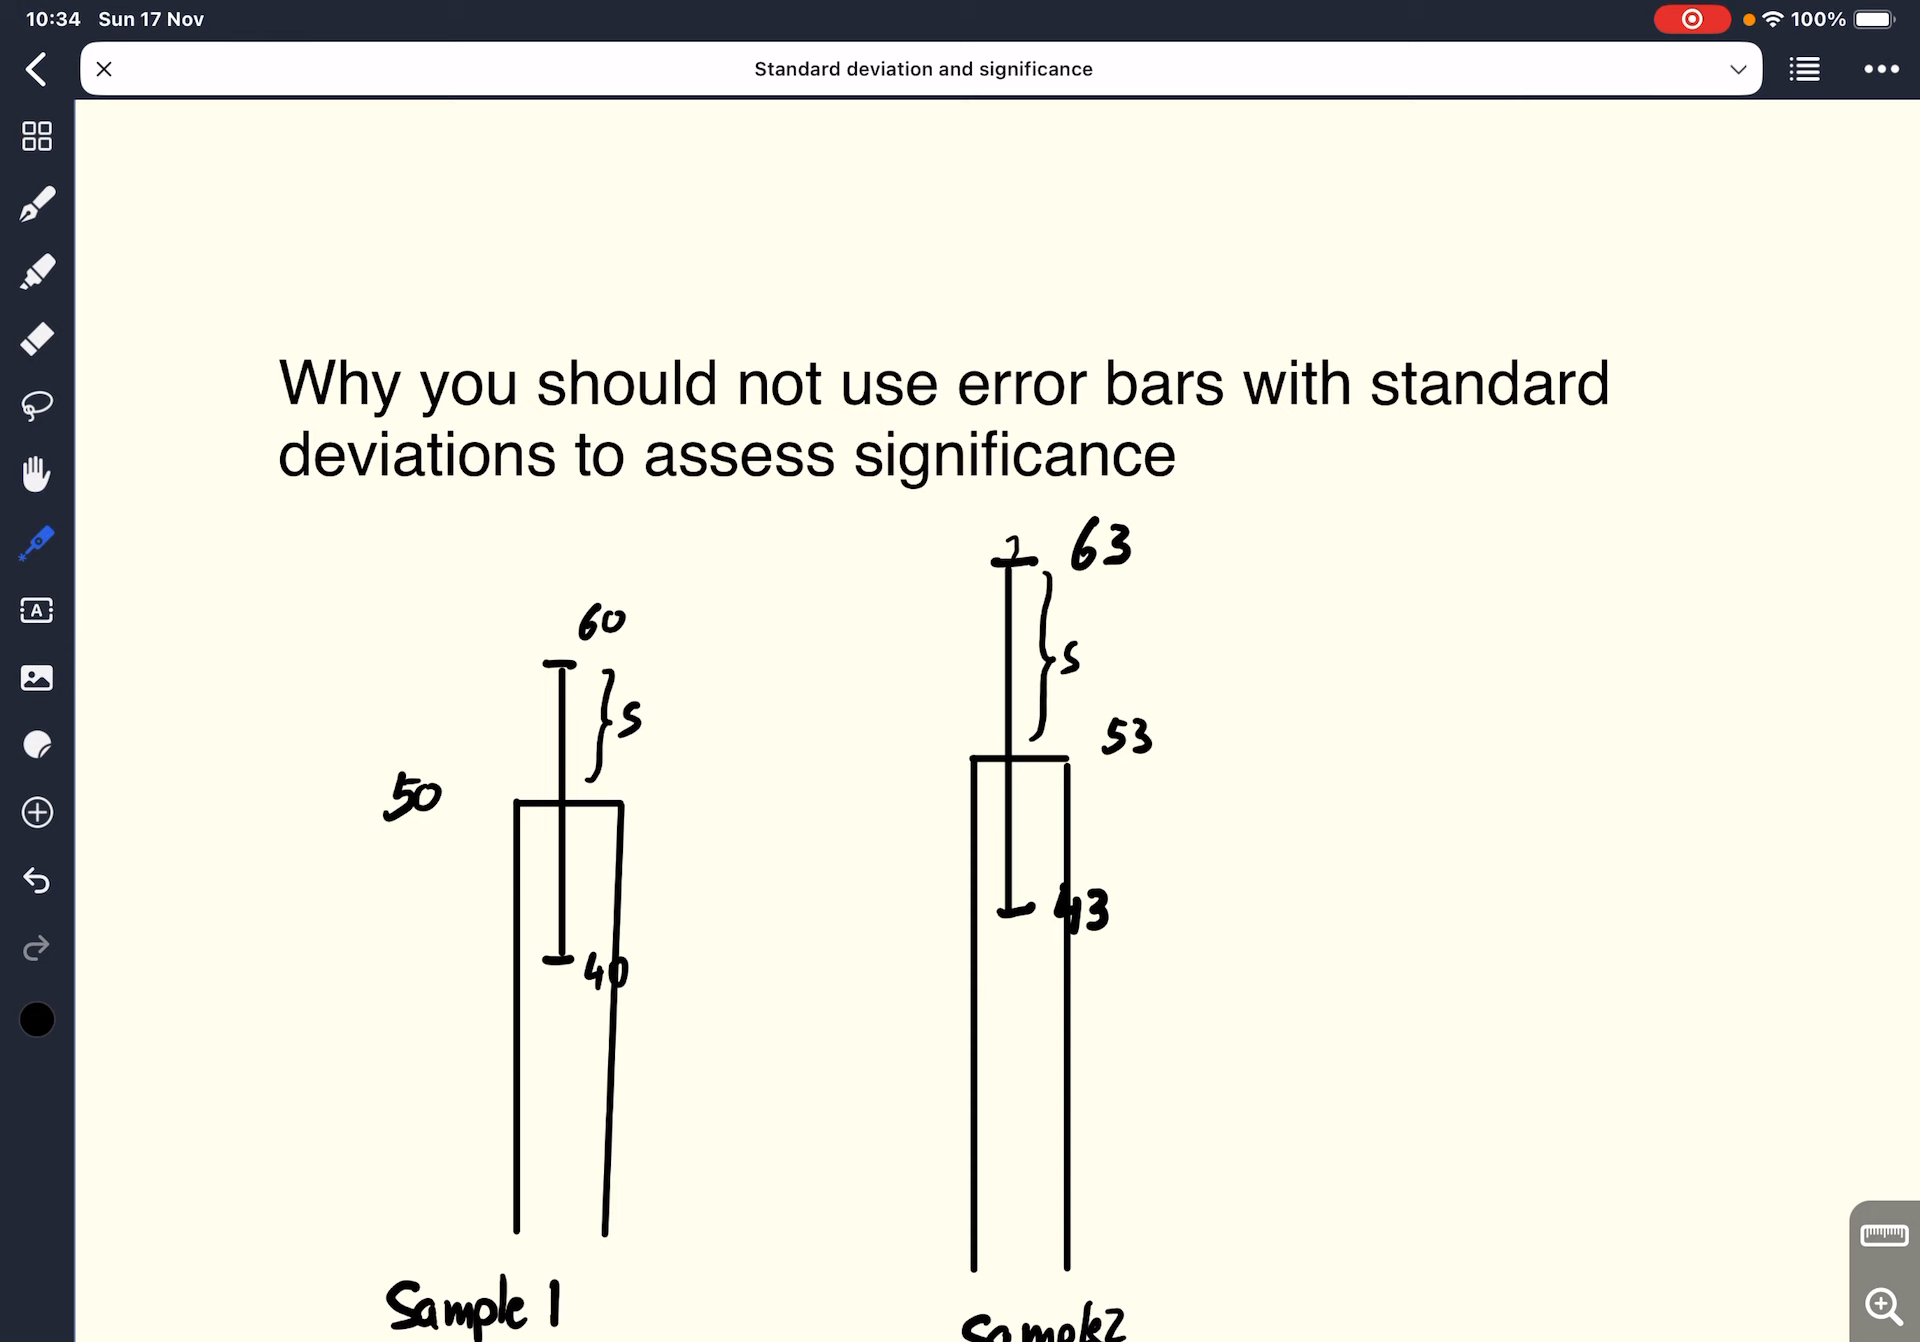 10:34 Sun 17 Nov
100%
Standard deviation and significance
Why you should not use error bars with standard
deviations to assess significance
63
60
S
S
53
50
43
40
Sample 1
Sample2